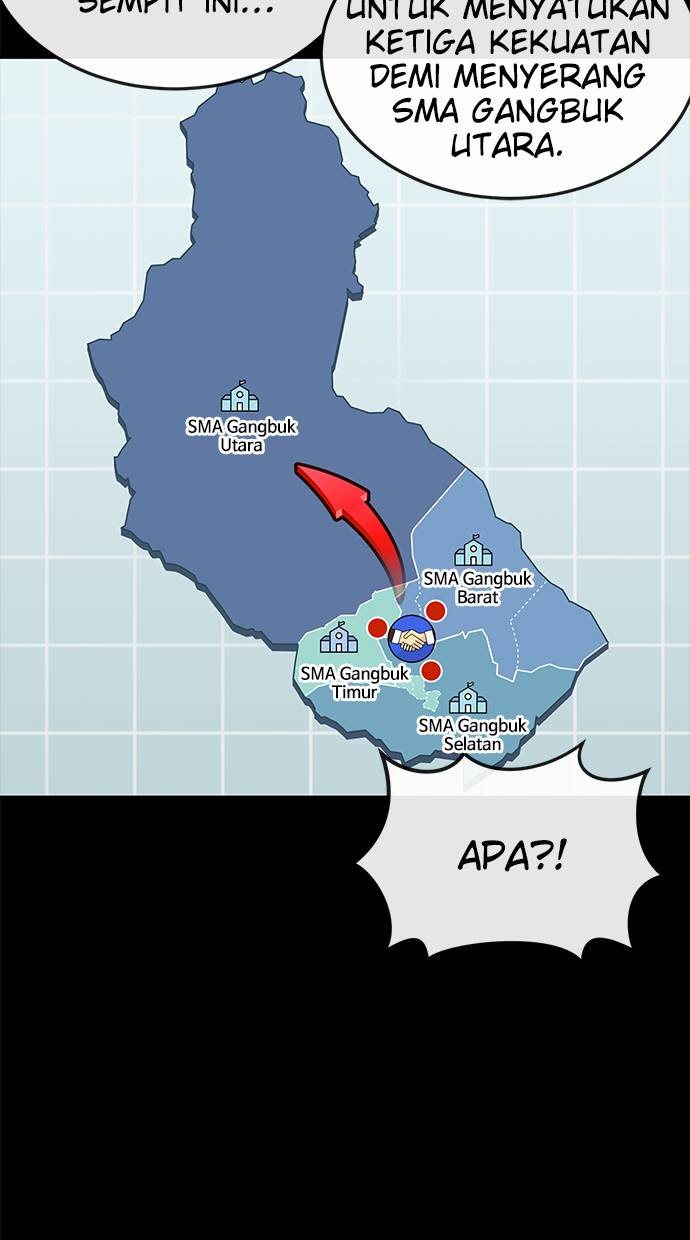 SEMPIT INI...
UNTUK MENYATUKAN
KETIGA KEKUATAN
DEMI MENYERANG
SMA GANGBUK
UTARA.
SMA Gangbuk
Utara
SMA Gangbuk
Barat
SMA Gangbuk
Timur
SMA Gangbuk
Selatan
APA?!